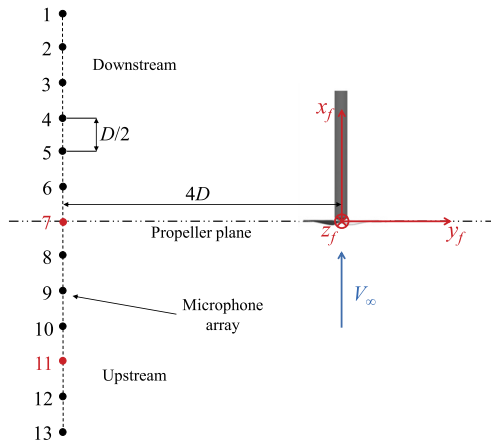 1
2
Downstream
3
x_f
4
D/2
5
6
4D
7
Propeller plane
z_f
y_f
8
9
Microphone
array
V_∞
10
11
Upstream
12
13